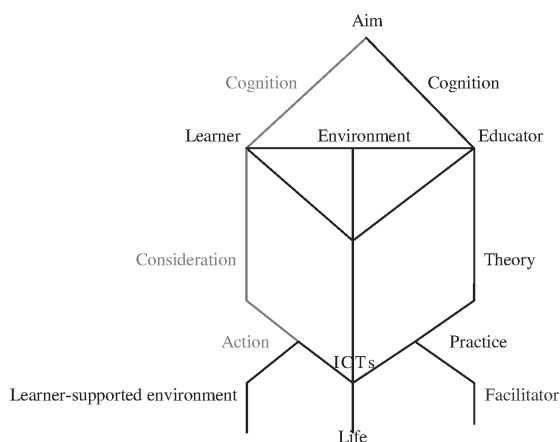 Aim
Cognition
Cognition
Learner
Environment
Educator
Consideration
Theory
Action
Practice
ICTs
Learner-supported environment
Facilitator
Life